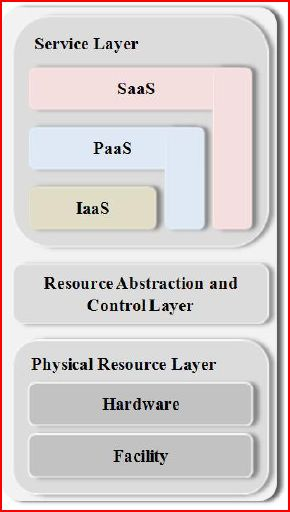 Service Layer
SaaS
PaaS
IaaS
Resource Abstraction and
Control Layer
Physical Resource Layer
Hardware
Facility